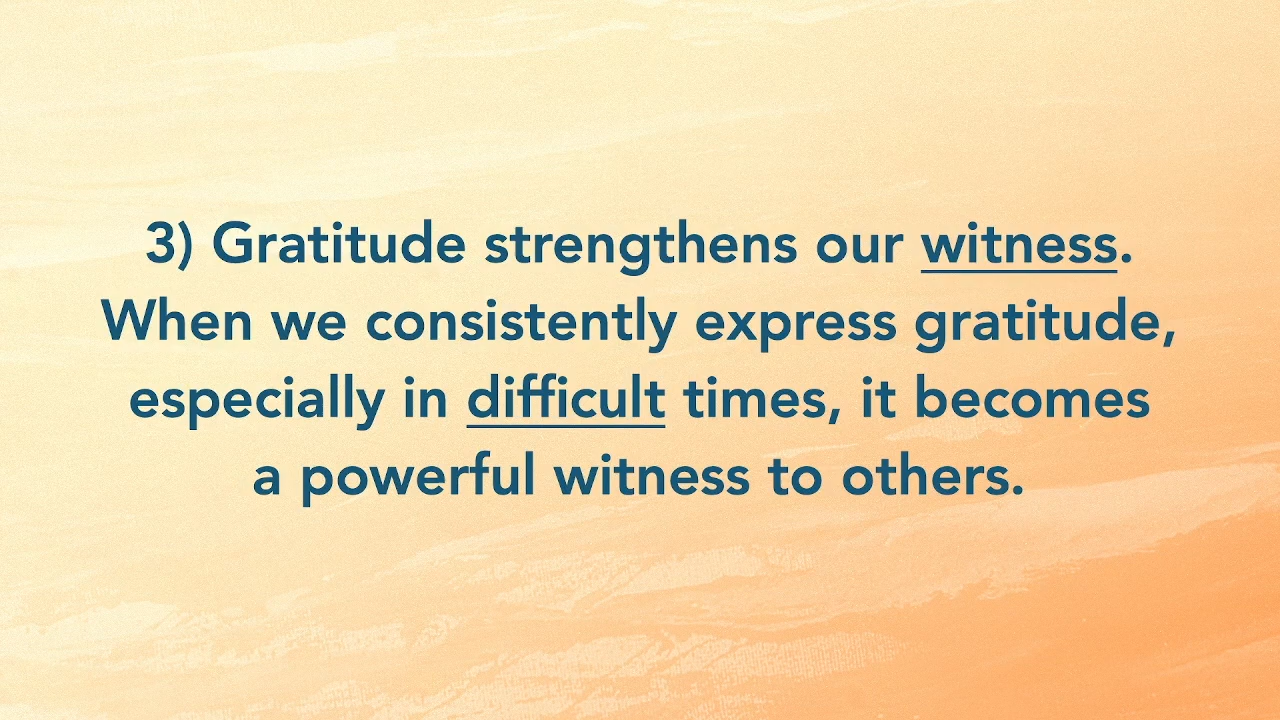 3) Gratitude strengthens our witness.
When we consistently express gratitude,
especially in difficult times, it becomes
a powerful witness to others.